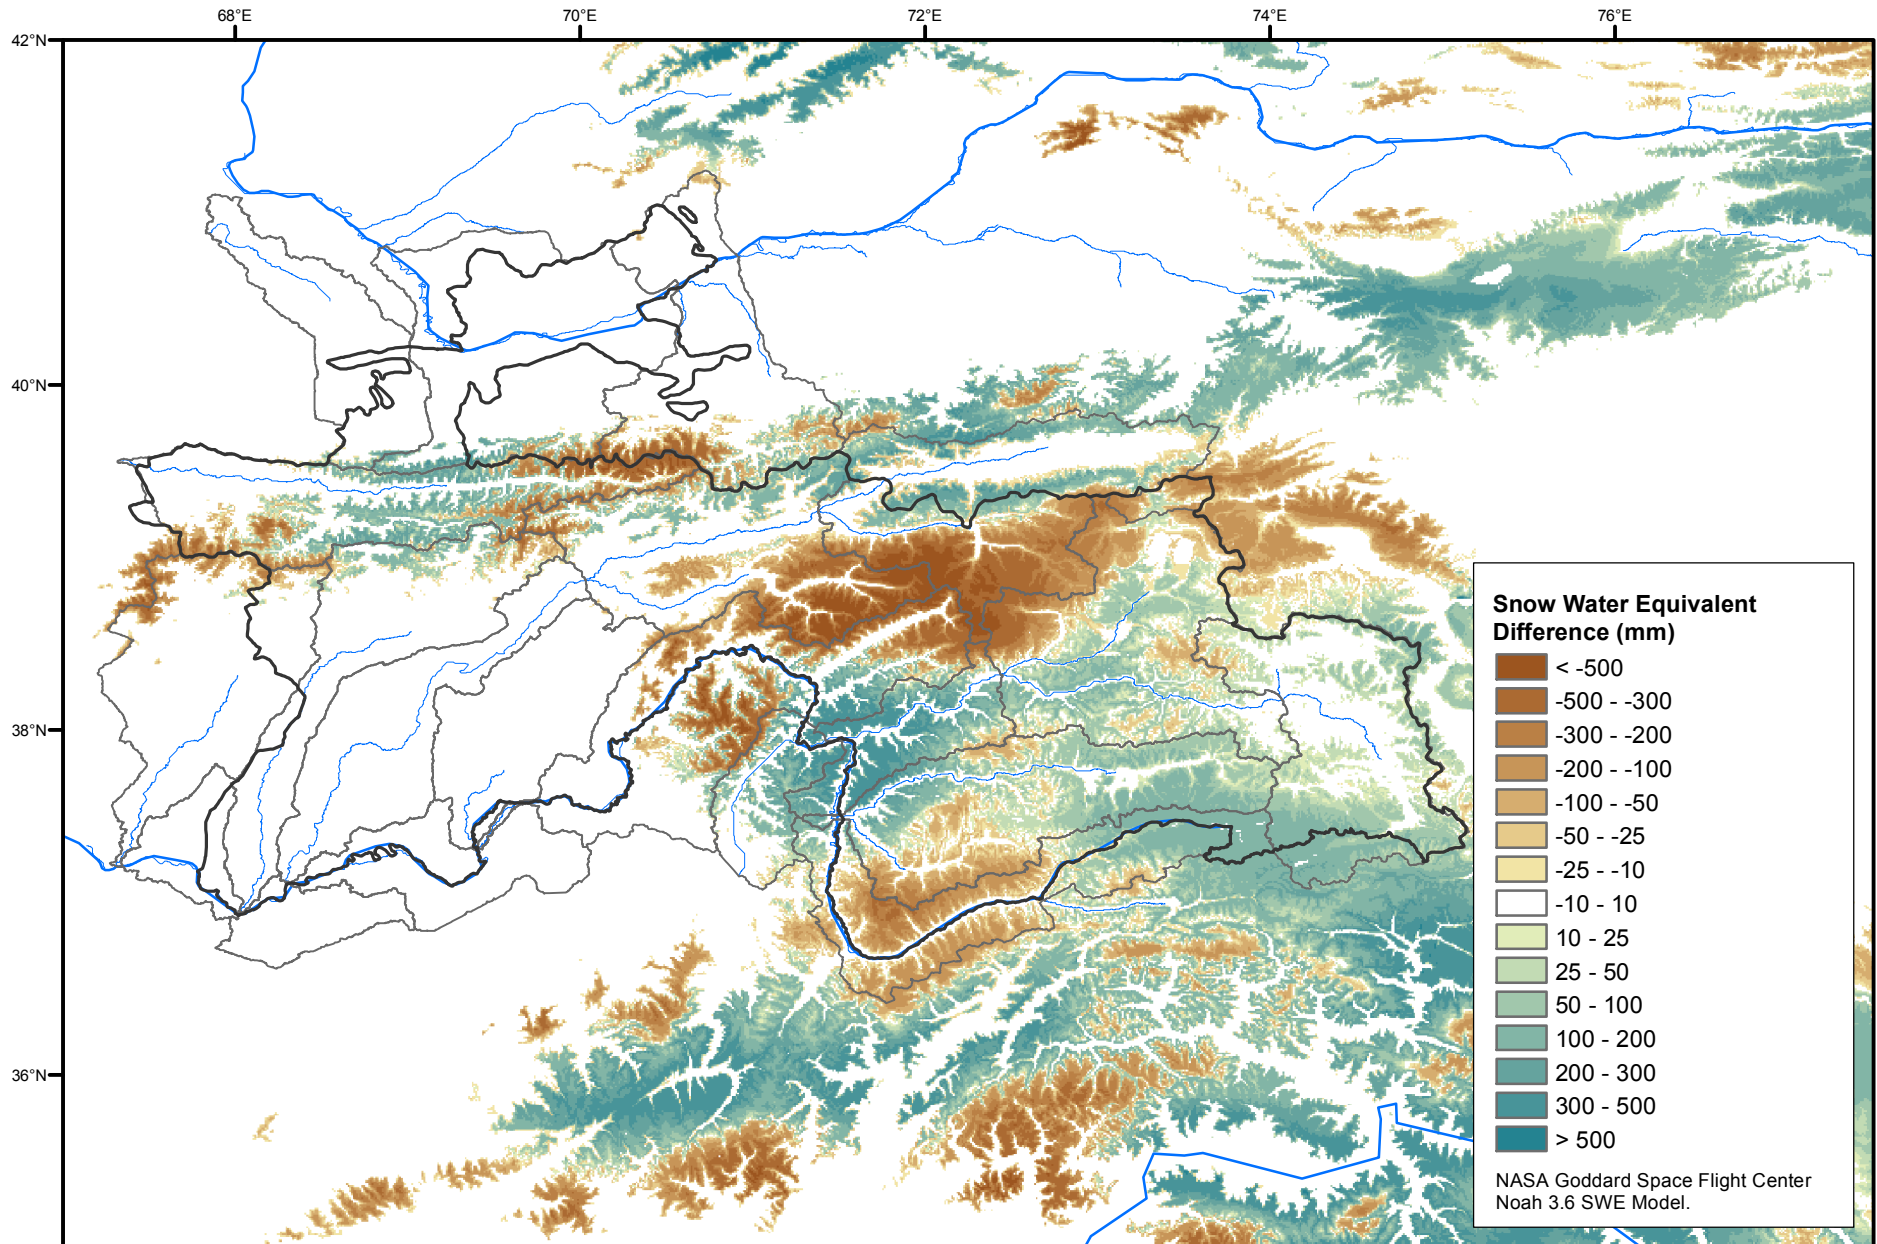 68°E 70°E 72°E 74°E 76°E
42°N
40°N
38°N
36°N
Snow Water Equivalent
Difference (mm)
< -500
-500 - -300
-300 - -200
-200 - -100
-100 - -50
-50 - -25
-25 - -10
-10 - 10
10 - 25
25 - 50
50 - 100
100 - 200
200 - 300
300 - 500
> 500
NASA Goddard Space Flight Center
Noah 3.6 SWE Model.